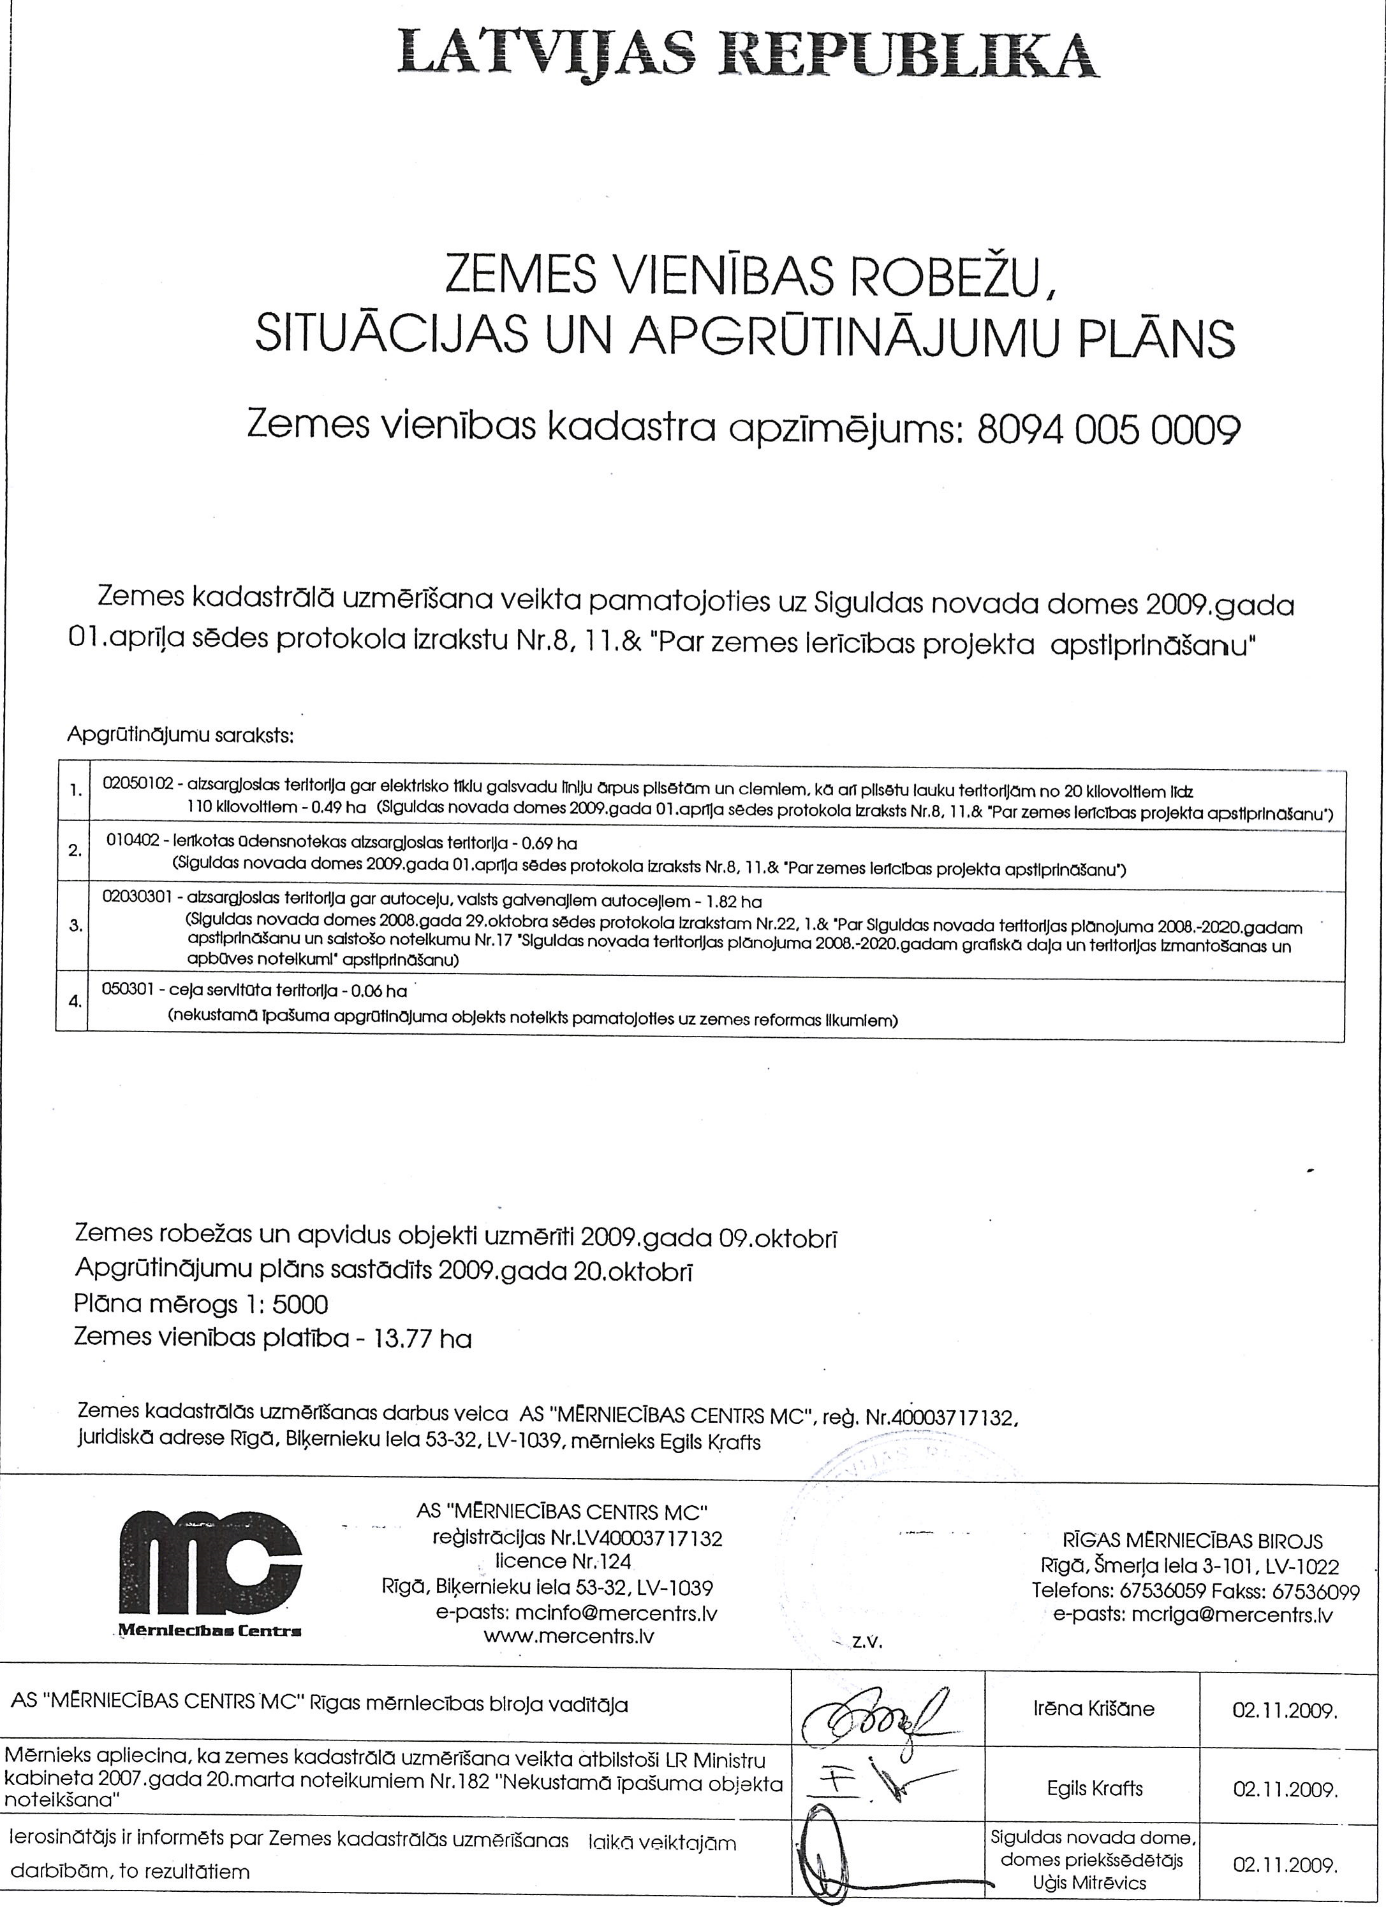 LATVIJAS REPUBLIKA
ZEMES VIENĪBAS ROBEŽU,
SITUĀCIJAS UN APGRŪTINĀJUMU PLĀNS
Zemes vienības kadastra apzīmējums: 8094 005 0009
Zemes kadastrālā uzmērīšana veikta pamatojoties uz Siguldas novada domes 2009.gada
01.aprīļa sēdes protokola izrakstu Nr.8, 11.& "Par zemes ierīcības projekta apstiprināšanu"
Apgrūtinājumu saraksts:
1. 02050102 - aizsargjoslas teritorija gar elektrisko tīklu gaisvadu līniju ārpus pilsētām un ciemiem, kā arī pilsētu lauku teritorijām no 20 kilovoltiem līdz
110 kilovoltiem - 0.49 ha (Siguldas novada domes 2009.gada 01.aprīļa sēdes protokola izraksts Nr.8, 11.& "Par zemes ierīcības projekta apstiprināšanu")
2. 010402 - ierīkotas ūdensnotekas aizsargjoslas teritorija - 0.69 ha
(Siguldas novada domes 2009.gada 01.aprīļa sēdes protokola izraksts Nr.8, 11.& "Par zemes ierīcības projekta apstiprināšanu")
3. 02030301 - aizsargjoslas teritorija gar autoceļu, valsts galvenajiem autoceļiem - 1.82 ha
(Siguldas novada domes 2008.gada 29.oktobra sēdes protokola izrakstam Nr.22, 1.& "Par Siguldas novada teritorijas plānojuma 2008.-2020.gadam
apstiprināšanu un saistošo noteikumu Nr.17 "Siguldas novada teritorijas plānojuma 2008.-2020.gadam grafiskā daļa un teritorijas izmantošanas un
apbūves noteikumi" apstiprināšanu)
4. 050301 - ceļa servitūta teritorija - 0.06 ha
(nekustamā īpašuma apgrūtinājuma objekts noteikts pamatojoties uz zemes reformas likumiem)
Zemes robežas un apvidus objekti uzmērīti 2009.gada 09.oktobrī
Apgrūtinājumu plāns sastādīts 2009.gada 20.oktobrī
Plāna mērogs 1: 5000
Zemes vienības platība - 13.77 ha
Zemes kadastrālās uzmērīšanas darbus veica AS "MĒRNIECĪBAS CENTRS MC", reģ. Nr.40003717132,
juridiskā adrese Rīgā, Biķernieku iela 53-32, LV-1039, mērnieks Egils Krafts
mc
Mērniecības Centrs
AS "MĒRNIECĪBAS CENTRS MC"
reģistrācijas Nr.LV40003717132
licence Nr.124
Rīgā, Biķernieku iela 53-32, LV-1039
e-pasts: mcinfo@mercentrs.lv
www.mercentrs.lv
z.v.
RĪGAS MĒRNIECĪBAS BIROJS
Rīgā, Šmerļa iela 3-101, LV-1022
Telefons: 67536059 Fakss: 67536099
e-pasts: mcriga@mercentrs.lv
AS "MĒRNIECĪBAS CENTRS MC" Rīgas mērniecības biroja vadītāja
Irēna Krišāne
02.11.2009.
Mērnieks apliecina, ka zemes kadastrālā uzmērīšana veikta atbilstoši LR Ministru
kabineta 2007.gada 20.marta noteikumiem Nr.182 "Nekustamā īpašuma objekta
noteikšana"
Egils Krafts
02.11.2009.
Ierosinātājs ir informēts par Zemes kadastrālās uzmērīšanas laikā veiktajām
darbībām, to rezultātiem
Siguldas novada dome,
domes priekšsēdētājs
Uģis Mitrēvics
02.11.2009.